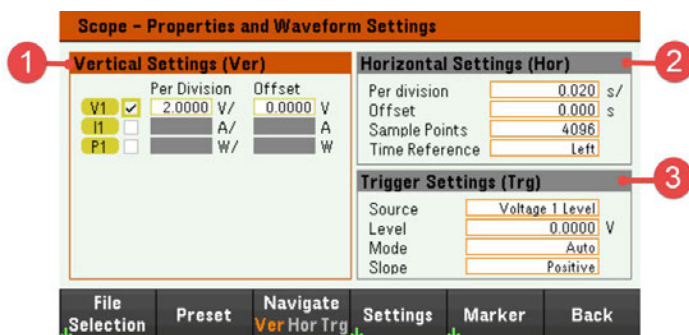 Scope - Properties and Waveform Settings
1
Vertical Settings (Ver)
Per Division Offset
V1 2.0000 V/ 0.0000 V
I1 A/ A
P1 W/ W
2
Horizontal Settings (Hor)
Per division 0.020 s/
Offset 0.000 s
Sample Points 4096
Time Reference Left
3
Trigger Settings (Trg)
Source Voltage 1 Level
Level 0.0000 V
Mode Auto
Slope Positive
File Selection
Preset
Navigate
Ver Hor Trg
Settings
Marker
Back